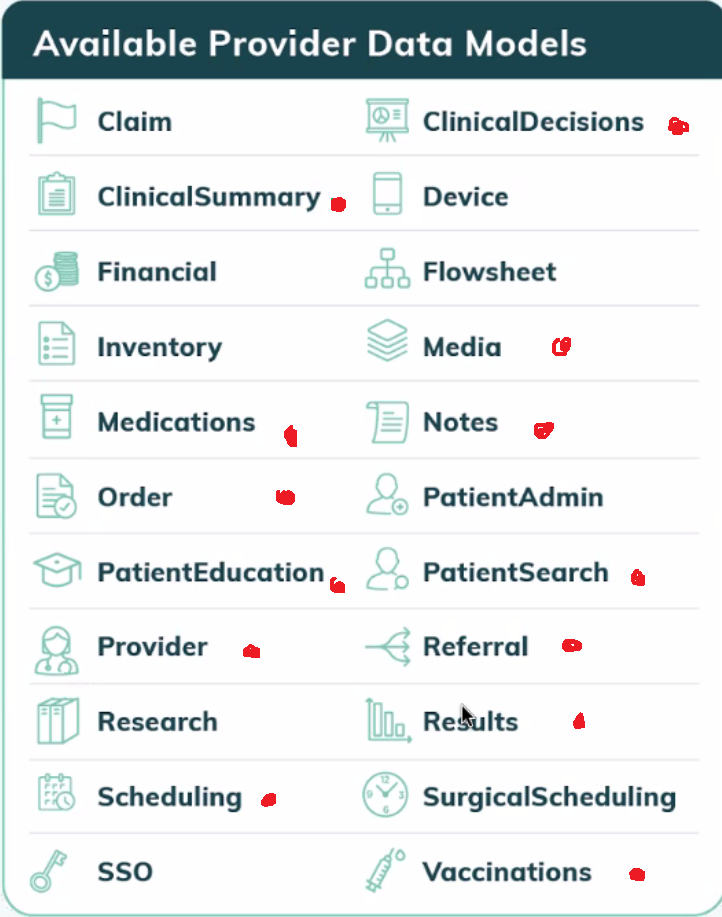 Available Provider Data Models
Claim
ClinicalDecisions
ClinicalSummary
Device
Financial
Flowsheet
Inventory
Media
Medications
Notes
Order
PatientAdmin
PatientEducation
PatientSearch
Provider
Referral
Research
Results
Scheduling
SurgicalScheduling
SSO
Vaccinations